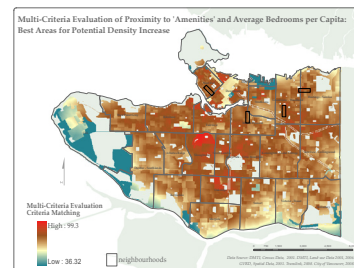 Multi-Criteria Evaluation of Proximity to 'Amenities' and Average Bedrooms per Capita:
Best Areas for Potential Density Increase
Multi-Criteria Evaluation
Criteria Matching
High : 99.3
Low : 38.32
neighbourhoods